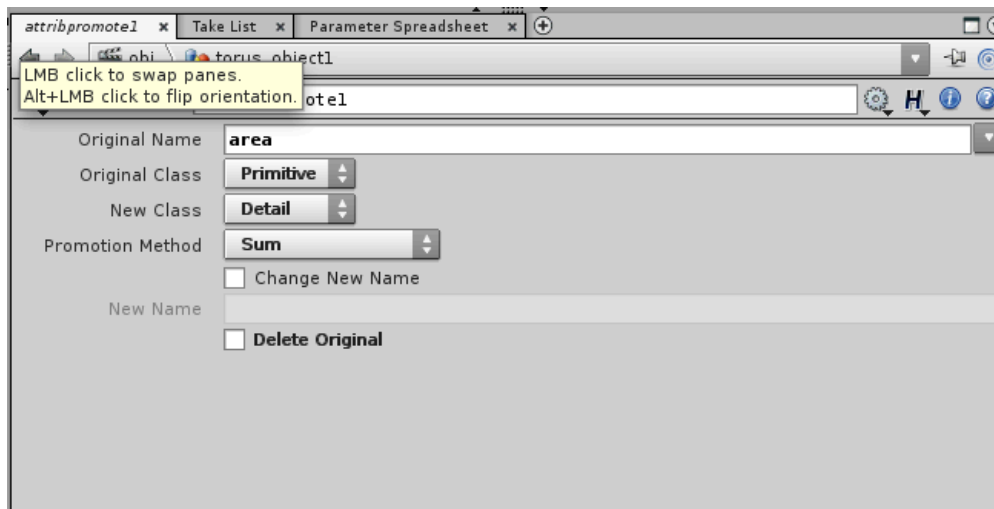 attribpromote1 × Take List × Parameter Spreadsheet ×
obj torus_object1
LMB click to swap panes.
Alt+LMB click to flip orientation.
Original Name area
Original Class Primitive
New Class Detail
Promotion Method Sum
Change New Name
New Name
Delete Original